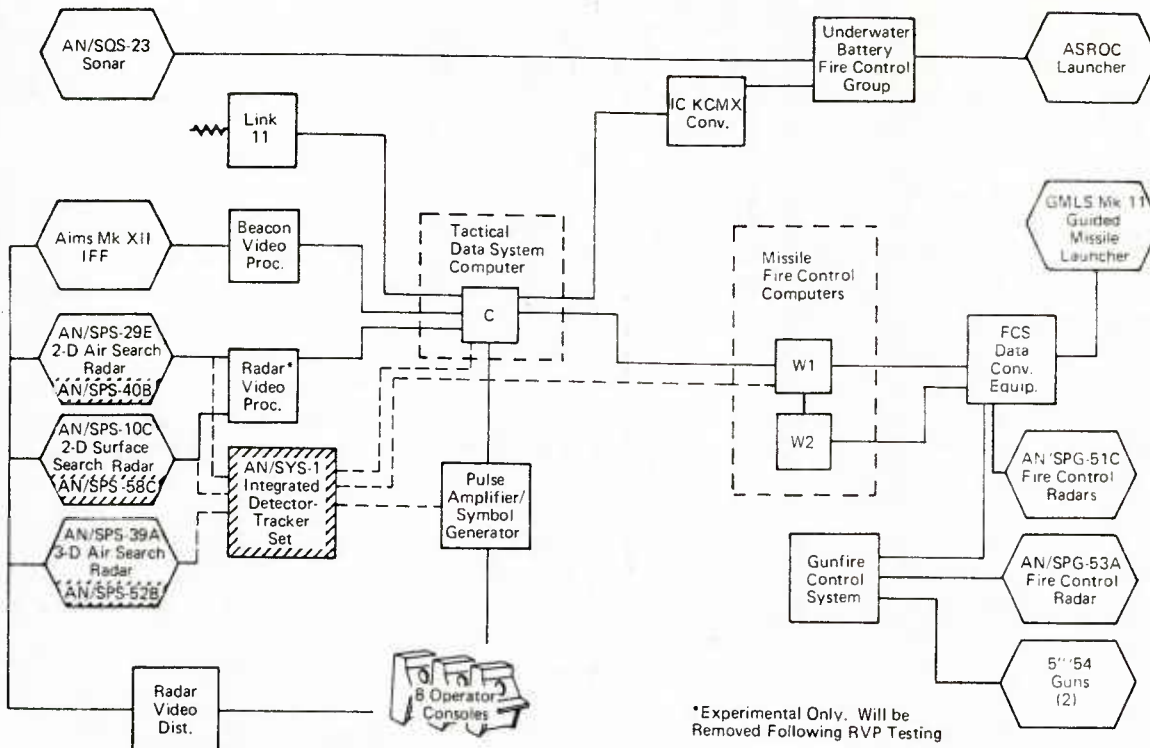 AN/SQS-23
Sonar
Underwater
Battery
Fire Control
Group
ASROC
Launcher
Link
11
IC KCMX
Conv.
Aims Mk XII
IFF
Beacon
Video
Proc.
Tactical
Data System
Computer
C
Missile
Fire Control
Computers
W1
W2
GMLS Mk 11
Guided
Missile
Launcher
FCS
Data
Conv.
Equip.
AN/SPS-29E
2-D Air Search
Radar
AN/SPS-40B
Radar*
Video
Proc.
AN/SPS-10C
2-D Surface
Search Radar
AN/SPS-58C
AN/SYS-1
Integrated
Detector-
Tracker
Set
Pulse
Amplifier/
Symbol
Generator
AN/SPG-51C
Fire Control
Radars
AN/SPS-39A
3-D Air Search
Radar
AN/SPS-52B
Gunfire
Control
System
AN/SPG-53A
Fire Control
Radar
5"'54
Guns
(2)
Radar
Video
Dist.
8 Operator
Consoles
*Experimental Only. Will be
Removed Following RVP Testing